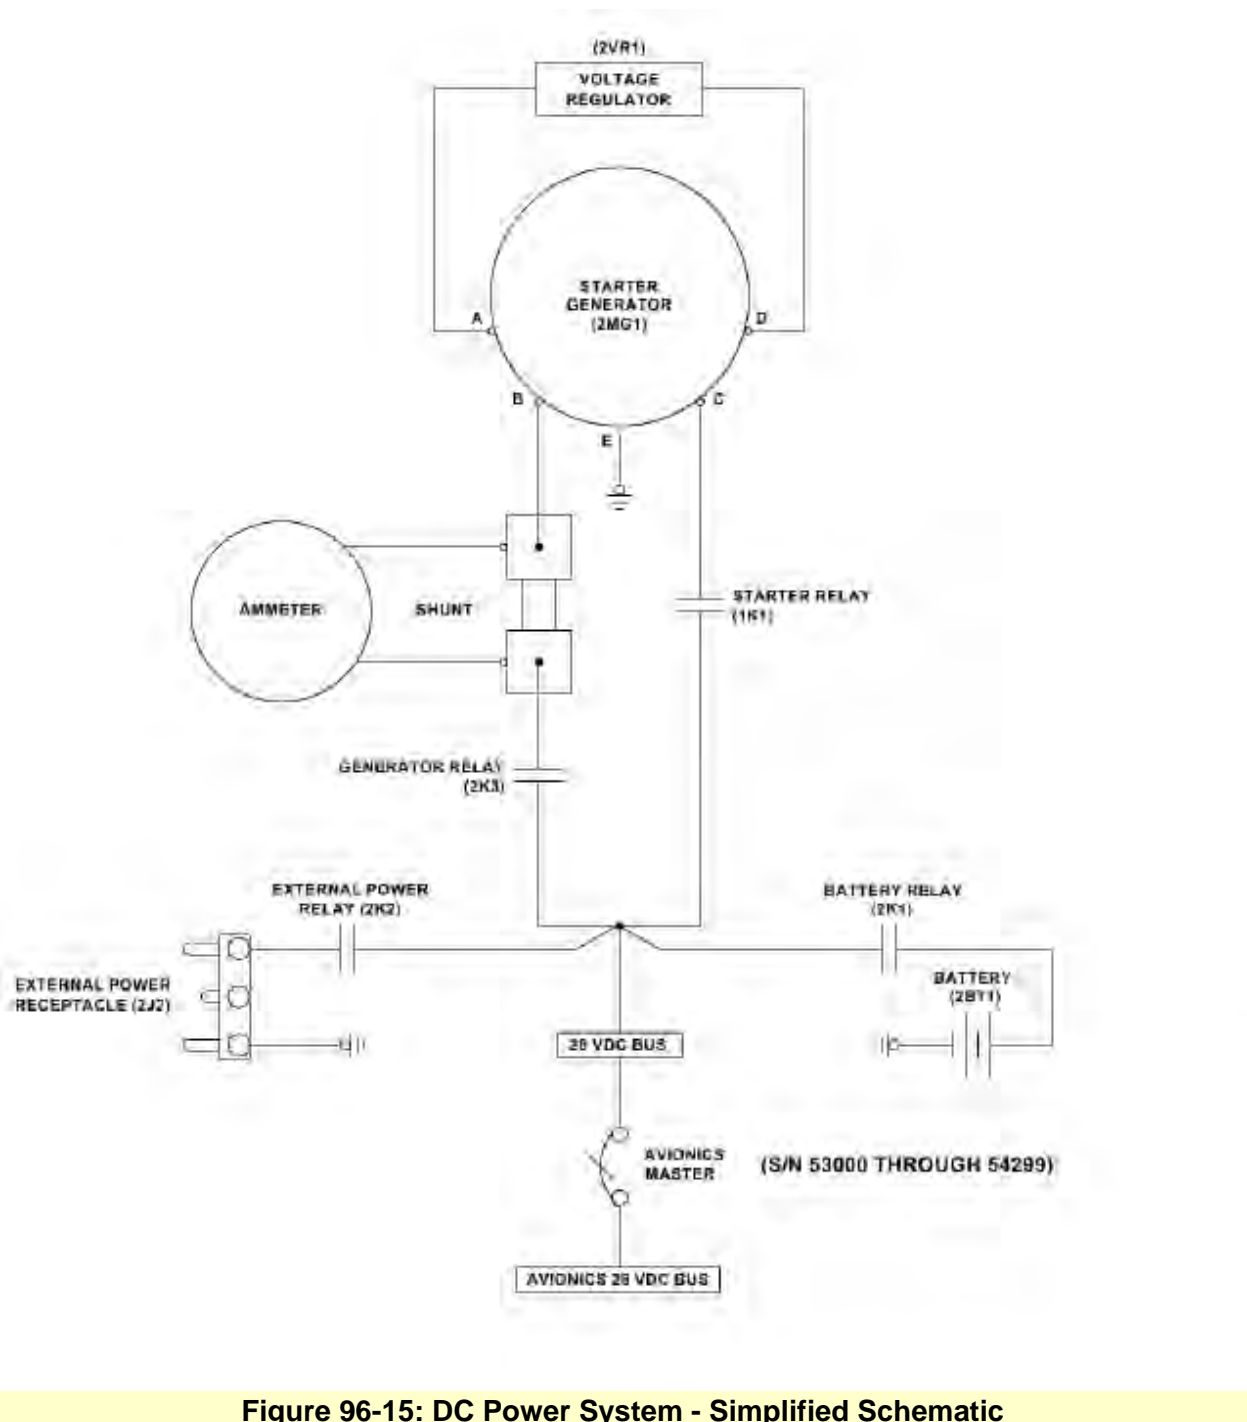 (2VR1)
VOLTAGE
REGULATOR
STARTER
GENERATOR
(2MG1)
A
D
B
C
E
AMMETER
SHUNT
STARTER RELAY
(1K1)
GENERATOR RELAY
(2K3)
EXTERNAL POWER
RELAY (2K2)
BATTERY RELAY
(2K1)
EXTERNAL POWER
RECEPTACLE (2J2)
BATTERY
(2BT1)
28 VDC BUS
AVIONICS
MASTER
(S/N 53000 THROUGH 54299)
AVIONICS 28 VDC BUS
Figure 96-15: DC Power System - Simplified Schematic